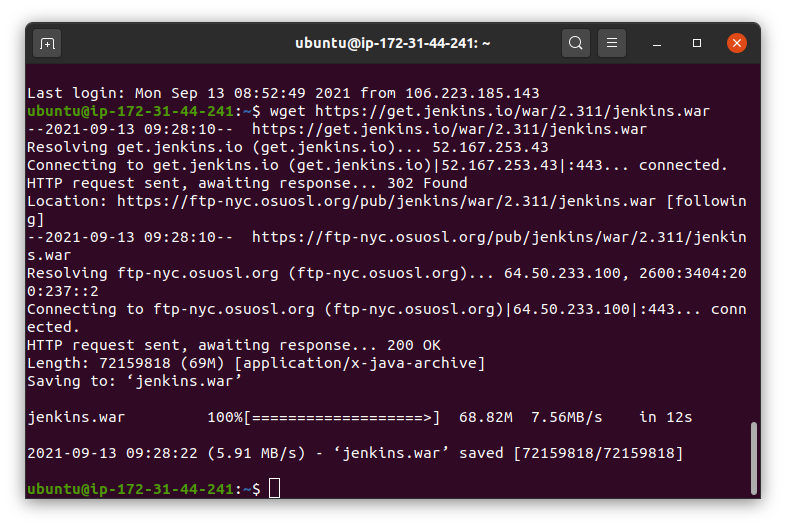 ubuntu@ip-172-31-44-241: ~
Last login: Mon Sep 13 08:52:49 2021 from 106.223.185.143
ubuntu@ip-172-31-44-241:~$ wget https://get.jenkins.io/war/2.311/jenkins.war
--2021-09-13 09:28:10--  https://get.jenkins.io/war/2.311/jenkins.war
Resolving get.jenkins.io (get.jenkins.io)... 52.167.253.43
Connecting to get.jenkins.io (get.jenkins.io)|52.167.253.43|:443... connected.
HTTP request sent, awaiting response... 302 Found
Location: https://ftp-nyc.osuosl.org/pub/jenkins/war/2.311/jenkins.war [followin
g]
--2021-09-13 09:28:10--  https://ftp-nyc.osuosl.org/pub/jenkins/war/2.311/jenkin
s.war
Resolving ftp-nyc.osuosl.org (ftp-nyc.osuosl.org)... 64.50.233.100, 2600:3404:20
0:237::2
Connecting to ftp-nyc.osuosl.org (ftp-nyc.osuosl.org)|64.50.233.100|:443... conn
ected.
HTTP request sent, awaiting response... 200 OK
Length: 72159818 (69M) [application/x-java-archive]
Saving to: ‘jenkins.war’
jenkins.war         100%[===================>]  68.82M  7.56MB/s    in 12s
2021-09-13 09:28:22 (5.91 MB/s) - ‘jenkins.war’ saved [72159818/72159818]
ubuntu@ip-172-31-44-241:~$